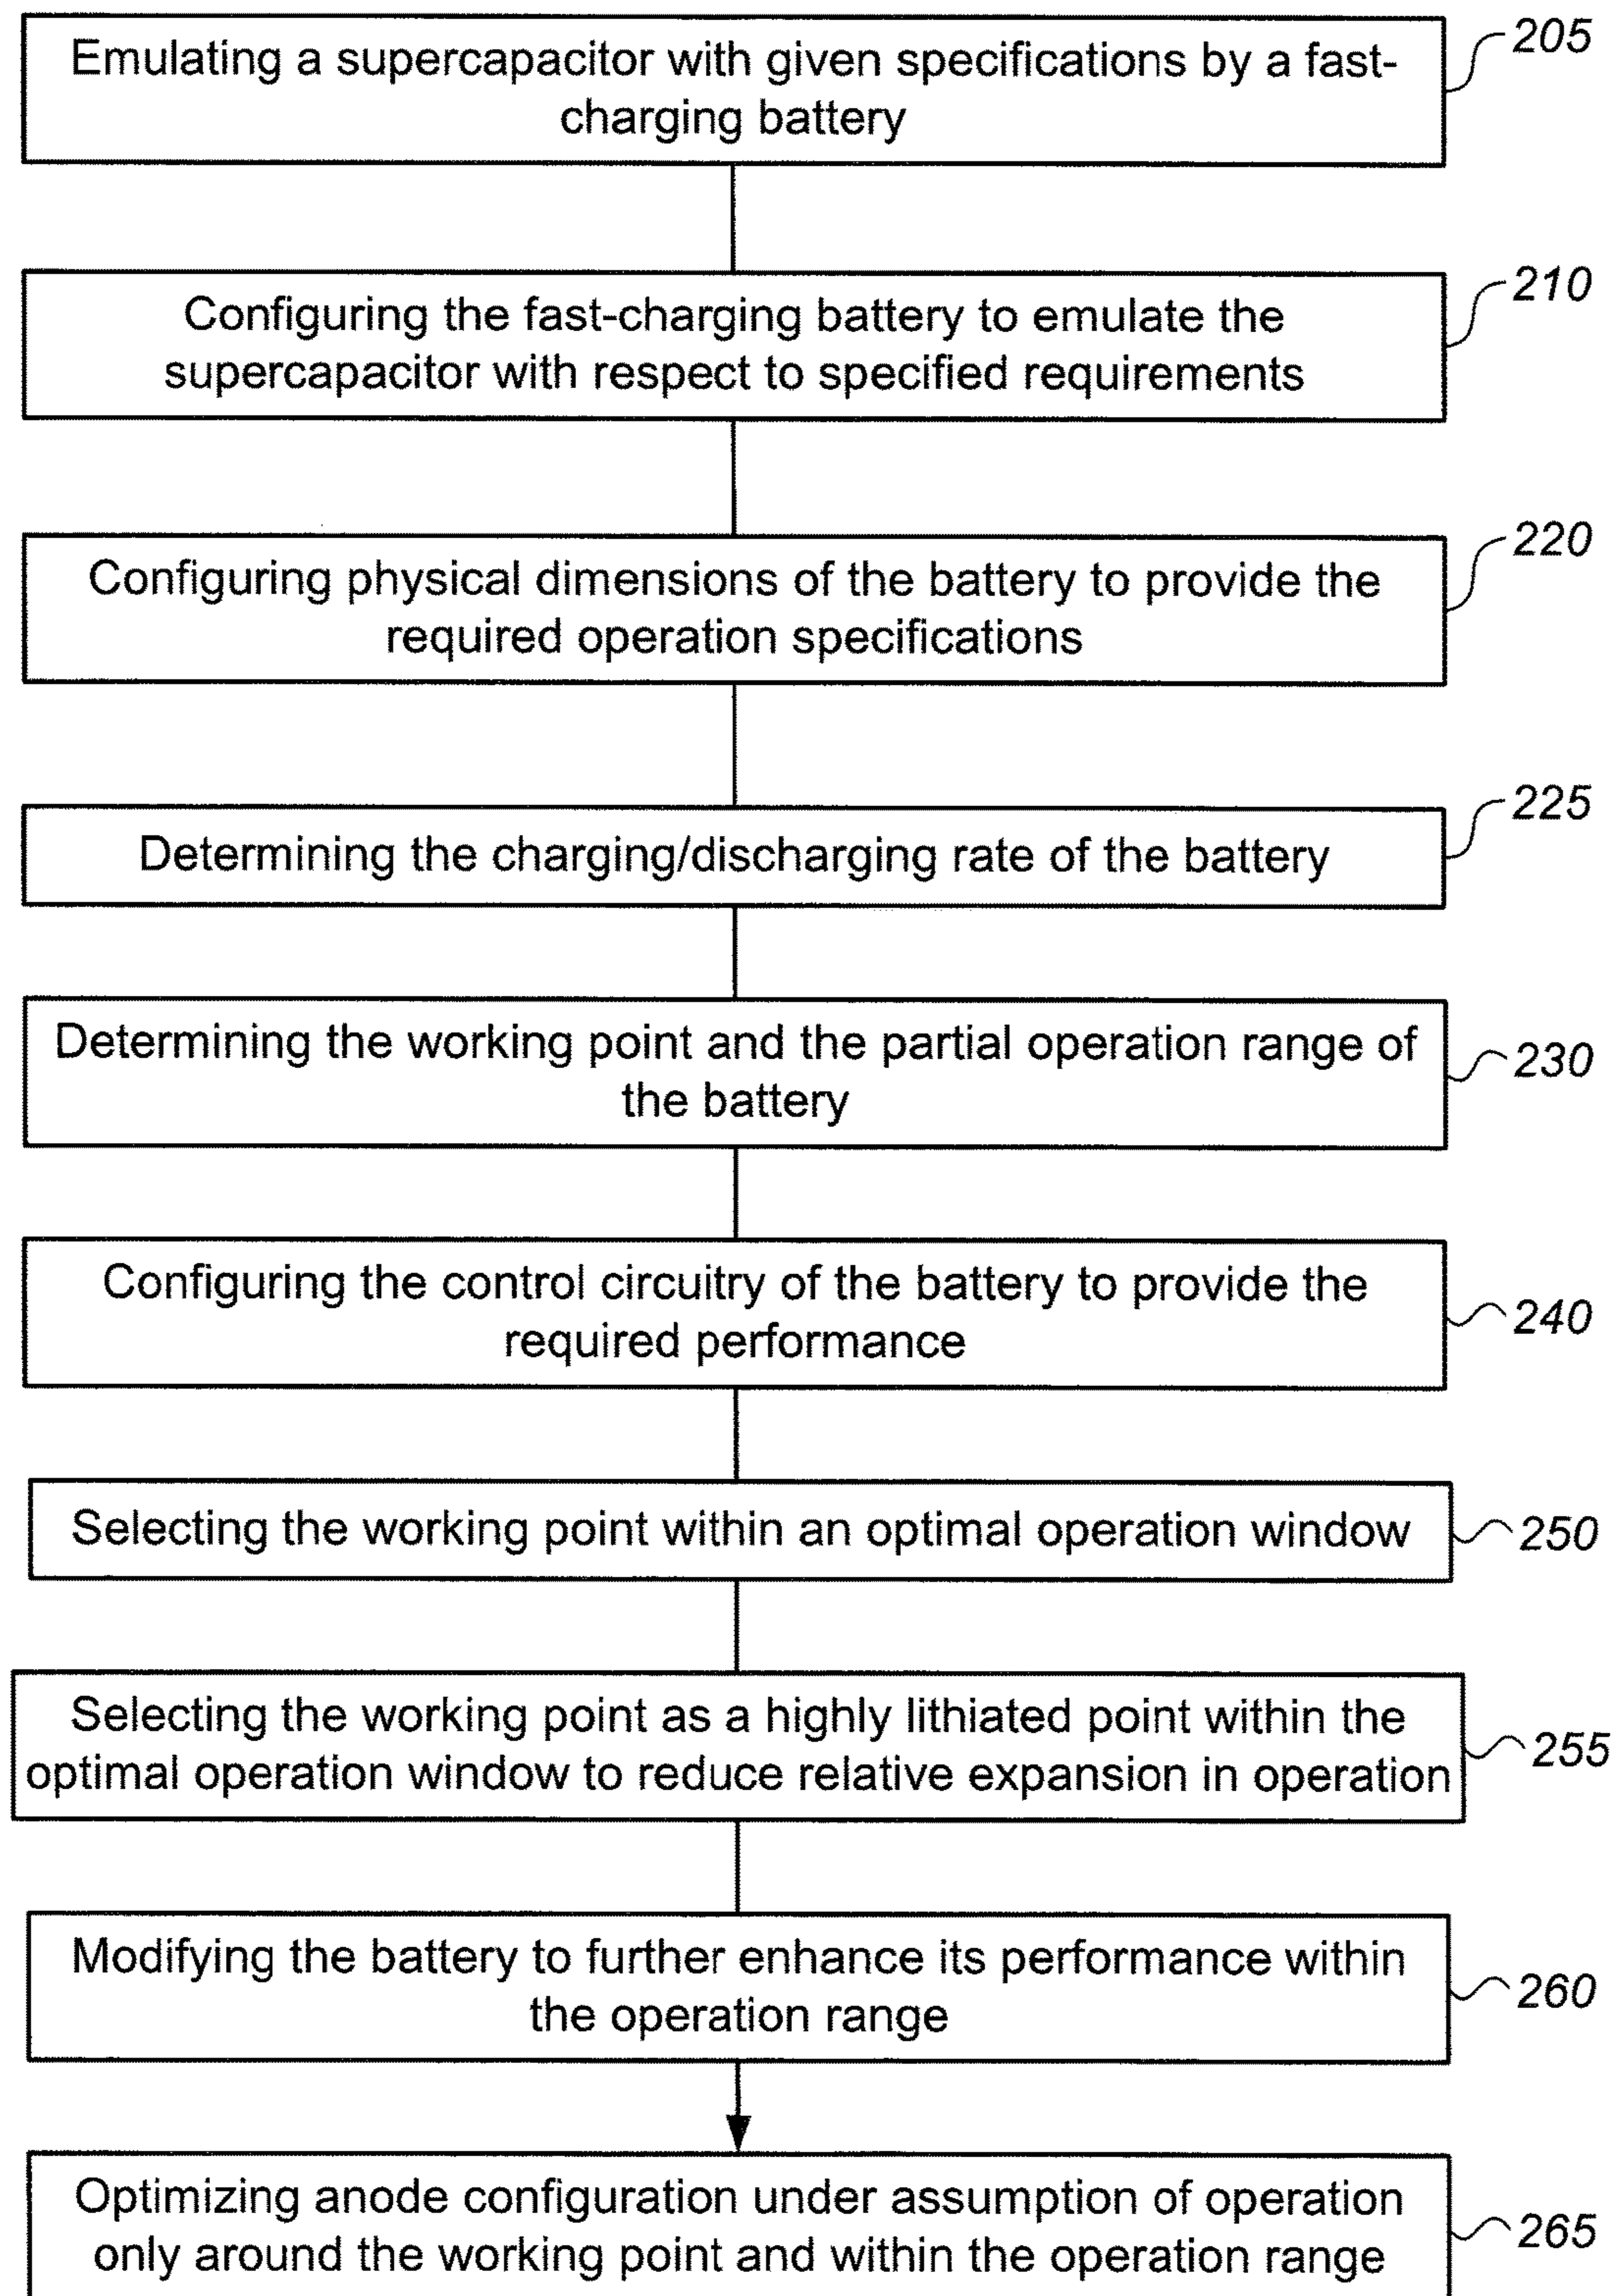 Emulating a supercapacitor with given specifications by a fast-
charging battery
205
Configuring the fast-charging battery to emulate the
supercapacitor with respect to specified requirements
210
Configuring physical dimensions of the battery to provide the
required operation specifications
220
Determining the charging/discharging rate of the battery
225
Determining the working point and the partial operation range of
the battery
230
Configuring the control circuitry of the battery to provide the
required performance
240
Selecting the working point within an optimal operation window
250
Selecting the working point as a highly lithiated point within the
optimal operation window to reduce relative expansion in operation
255
Modifying the battery to further enhance its performance within
the operation range
260
Optimizing anode configuration under assumption of operation
only around the working point and within the operation range
265